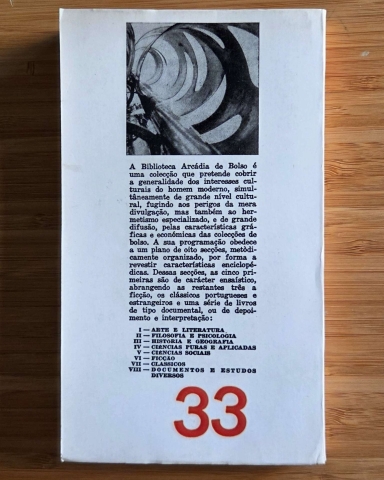 A Biblioteca Arcádia de Bolso é
uma colecção que pretende cobrir
a generalidade dos interesses cul-
turais do homem moderno, simul-
tâneamente de grande nível cultu-
ral, fugindo aos perigos da mera
divulgação, mas também ao her-
metismo especializado, e de grande
difusão, pelas características grá-
ficas e económicas das colecções de
bolso. A sua programação obedece
a um plano de oito secções, metòdi-
camente organizado, por forma a
revestir características enciclopé-
dicas. Dessas secções, as cinco pri-
meiras são de carácter ensaístico,
abrangendo as restantes três a
ficção, os clássicos portugueses e
estrangeiros e uma série de livros
de tipo documental, ou de depoi-
mento e interpretação:
I — ARTE E LITERATURA
II — FILOSOFIA E PSICOLOGIA
III — HISTÓRIA E GEOGRAFIA
IV — CIÊNCIAS PURAS E APLICADAS
V — CIÊNCIAS SOCIAIS
VI — FICÇÃO
VII — CLÁSSICOS
VIII — DOCUMENTOS E ESTUDOS
DIVERSOS
33